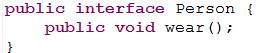 public interface Person {
    public void wear();
}